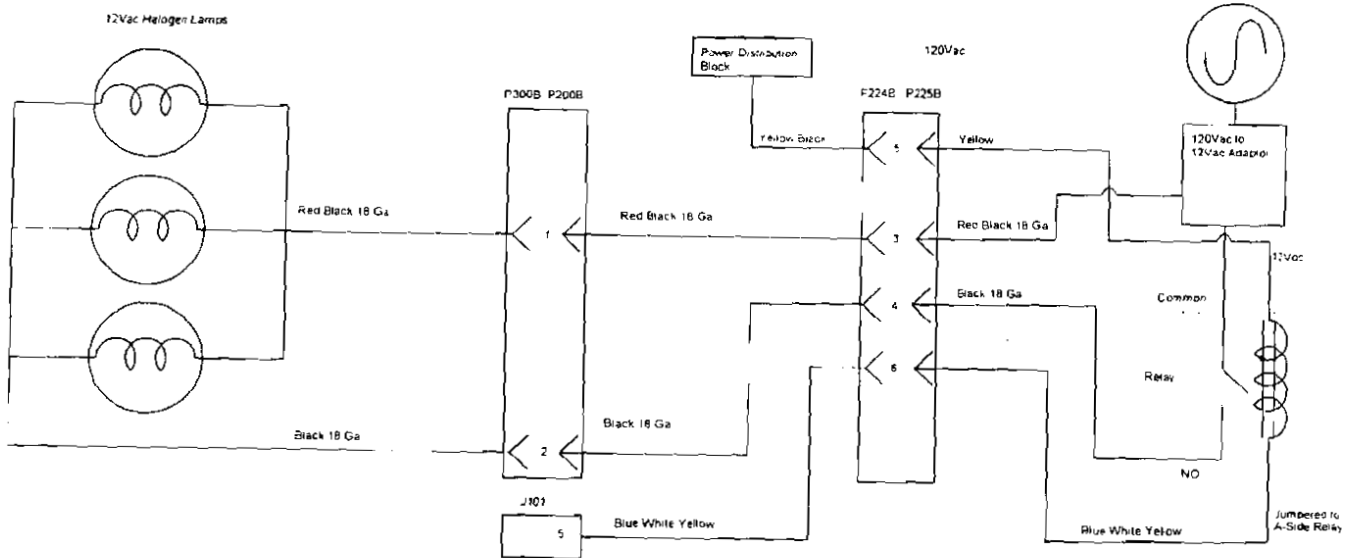 12Vac Halogen Lamps
Power Distribution
Block
120Vac
P300B P200B
P224B P225B
Yellow Black
5
Yellow
120Vac to
12Vac Adaptor
Red Black 18 Ga
1
Red Black 18 Ga
3
Red Black 18 Ga
Black 18 Ga
4
Common
Relay
6
Black 18 Ga
2
Black 18 Ga
NO
J101
5
Blue White Yellow
Blue White Yellow
Jumpered to
A-Side Relay